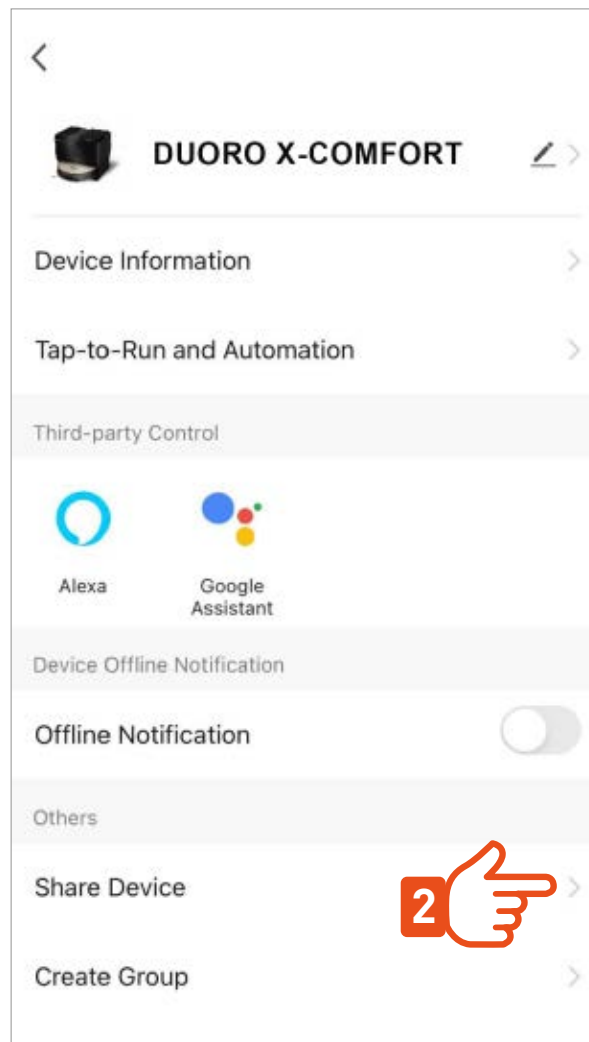 DUORO X-COMFORT
Device Information
Tap-to-Run and Automation
Third-party Control
Alexa
Google
Assistant
Device Offline Notification
Offline Notification
Others
Share Device
2
Create Group